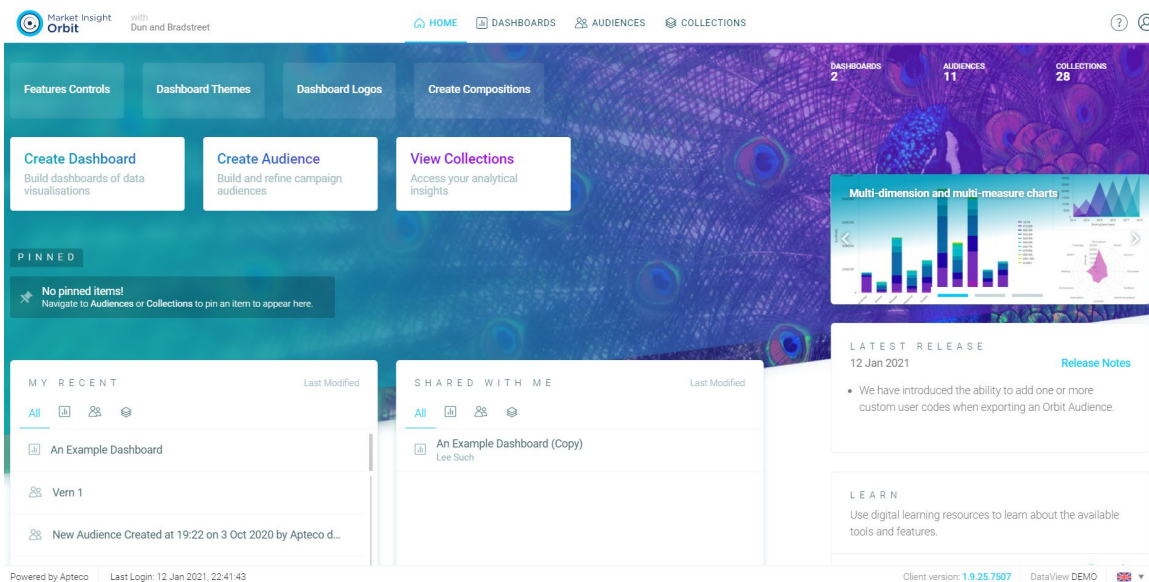 Market Insight
Orbit
with
Dun and Bradstreet
HOME
DASHBOARDS
AUDIENCES
COLLECTIONS
?
Features Controls
Dashboard Themes
Dashboard Logos
Create Compositions
DASHBOARDS
2
AUDIENCES
11
COLLECTIONS
28
Create Dashboard
Build dashboards of data
visualisations
Create Audience
Build and refine campaign
audiences
View Collections
Access your analytical
insights
Multi-dimension and multi-measure charts
PINNED
No pinned items!
Navigate to Audiences or Collections to pin an item to appear here.
MY RECENT
Last Modified
All
An Example Dashboard
Vern 1
New Audience Created at 19:22 on 3 Oct 2020 by Apteco d...
SHARED WITH ME
Last Modified
All
An Example Dashboard (Copy)
Lee Such
LATEST RELEASE
12 Jan 2021
Release Notes
• We have introduced the ability to add one or more
custom user codes when exporting an Orbit Audience.
LEARN
Use digital learning resources to learn about the available
tools and features.
Powered by Apteco
Last Login: 12 Jan 2021, 22:41:43
Client version: 1.9.25.7507
DataView DEMO